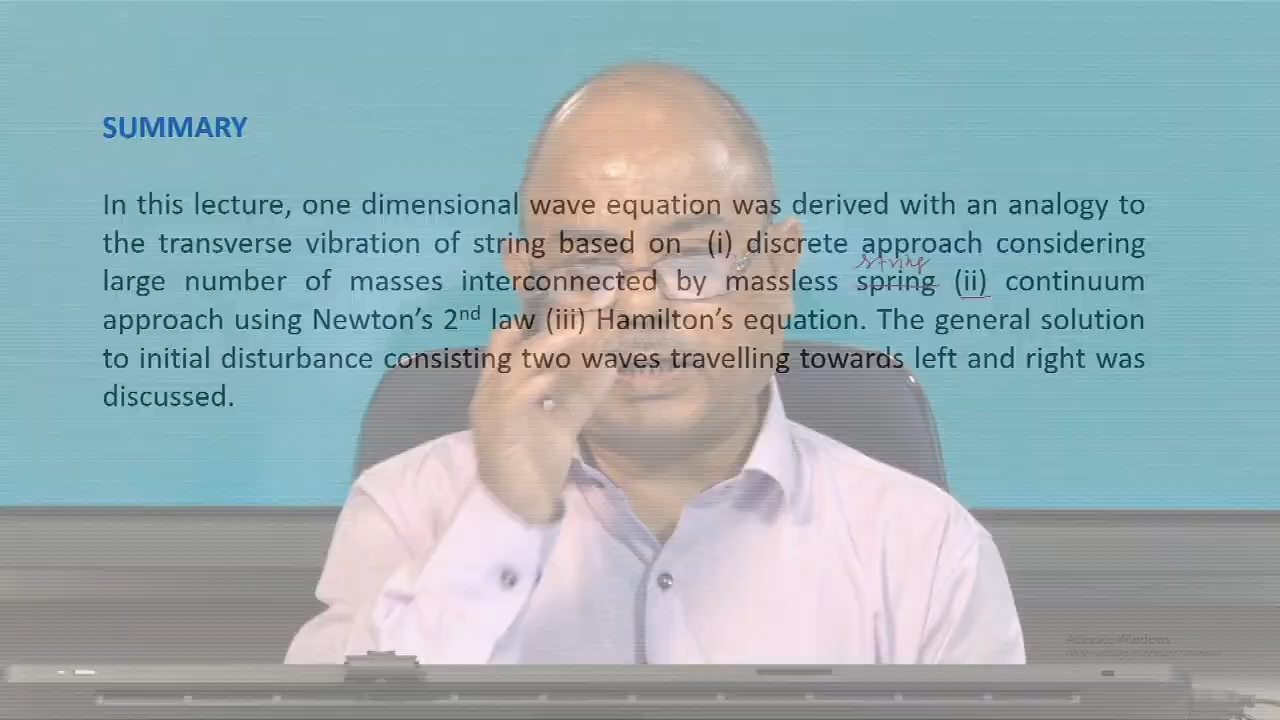 SUMMARY
In this lecture, one dimensional wave equation was derived with an analogy to
the transverse vibration of string based on (i) discrete approach considering
string
large number of masses interconnected by massless spring (ii) continuum
approach using Newton's 2nd law (iii) Hamilton's equation. The general solution
to initial disturbance consisting two waves travelling towards left and right was
discussed.
Activate Windows